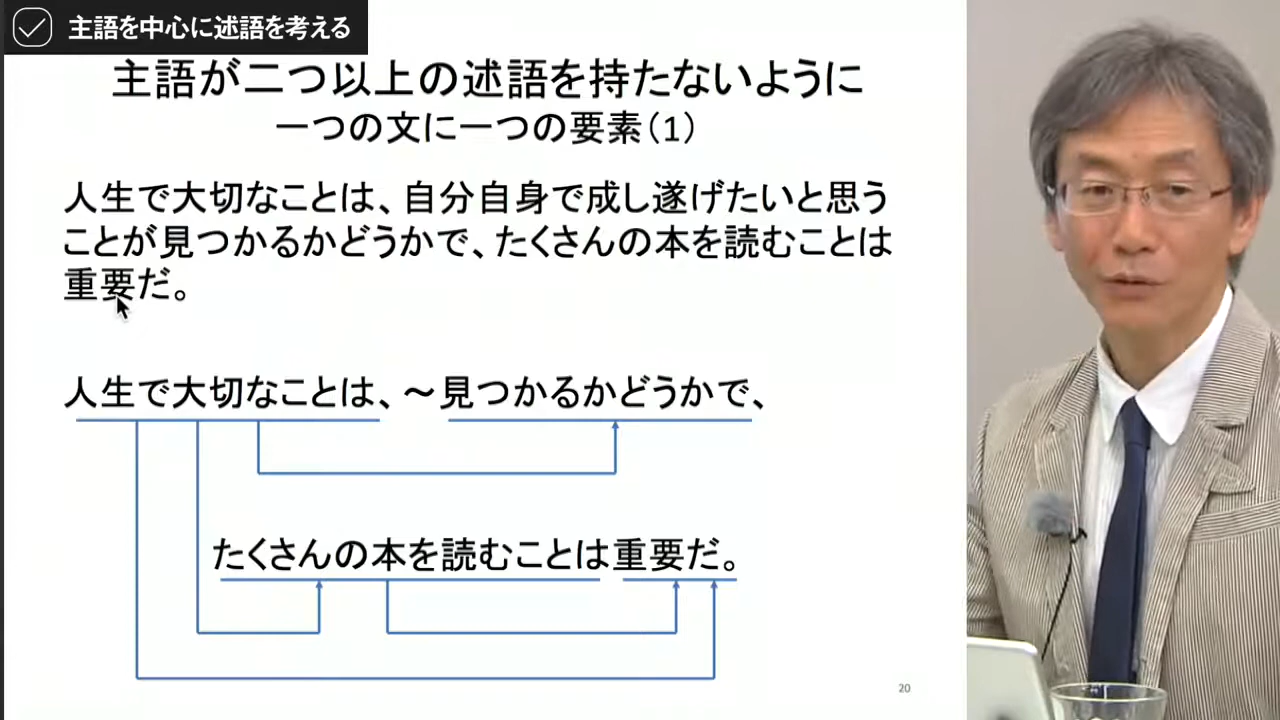 主語を中心に述語を考える
主語が二つ以上の述語を持たないように
一つの文に一つの要素（1）
人生で大切なことは、自分自身で成し遂げたいと思う
ことが見つかるかどうかで、たくさんの本を読むことは
重要だ。
人生で大切なことは、～見つかるかどうかで、
たくさんの本を読むことは重要だ。
20